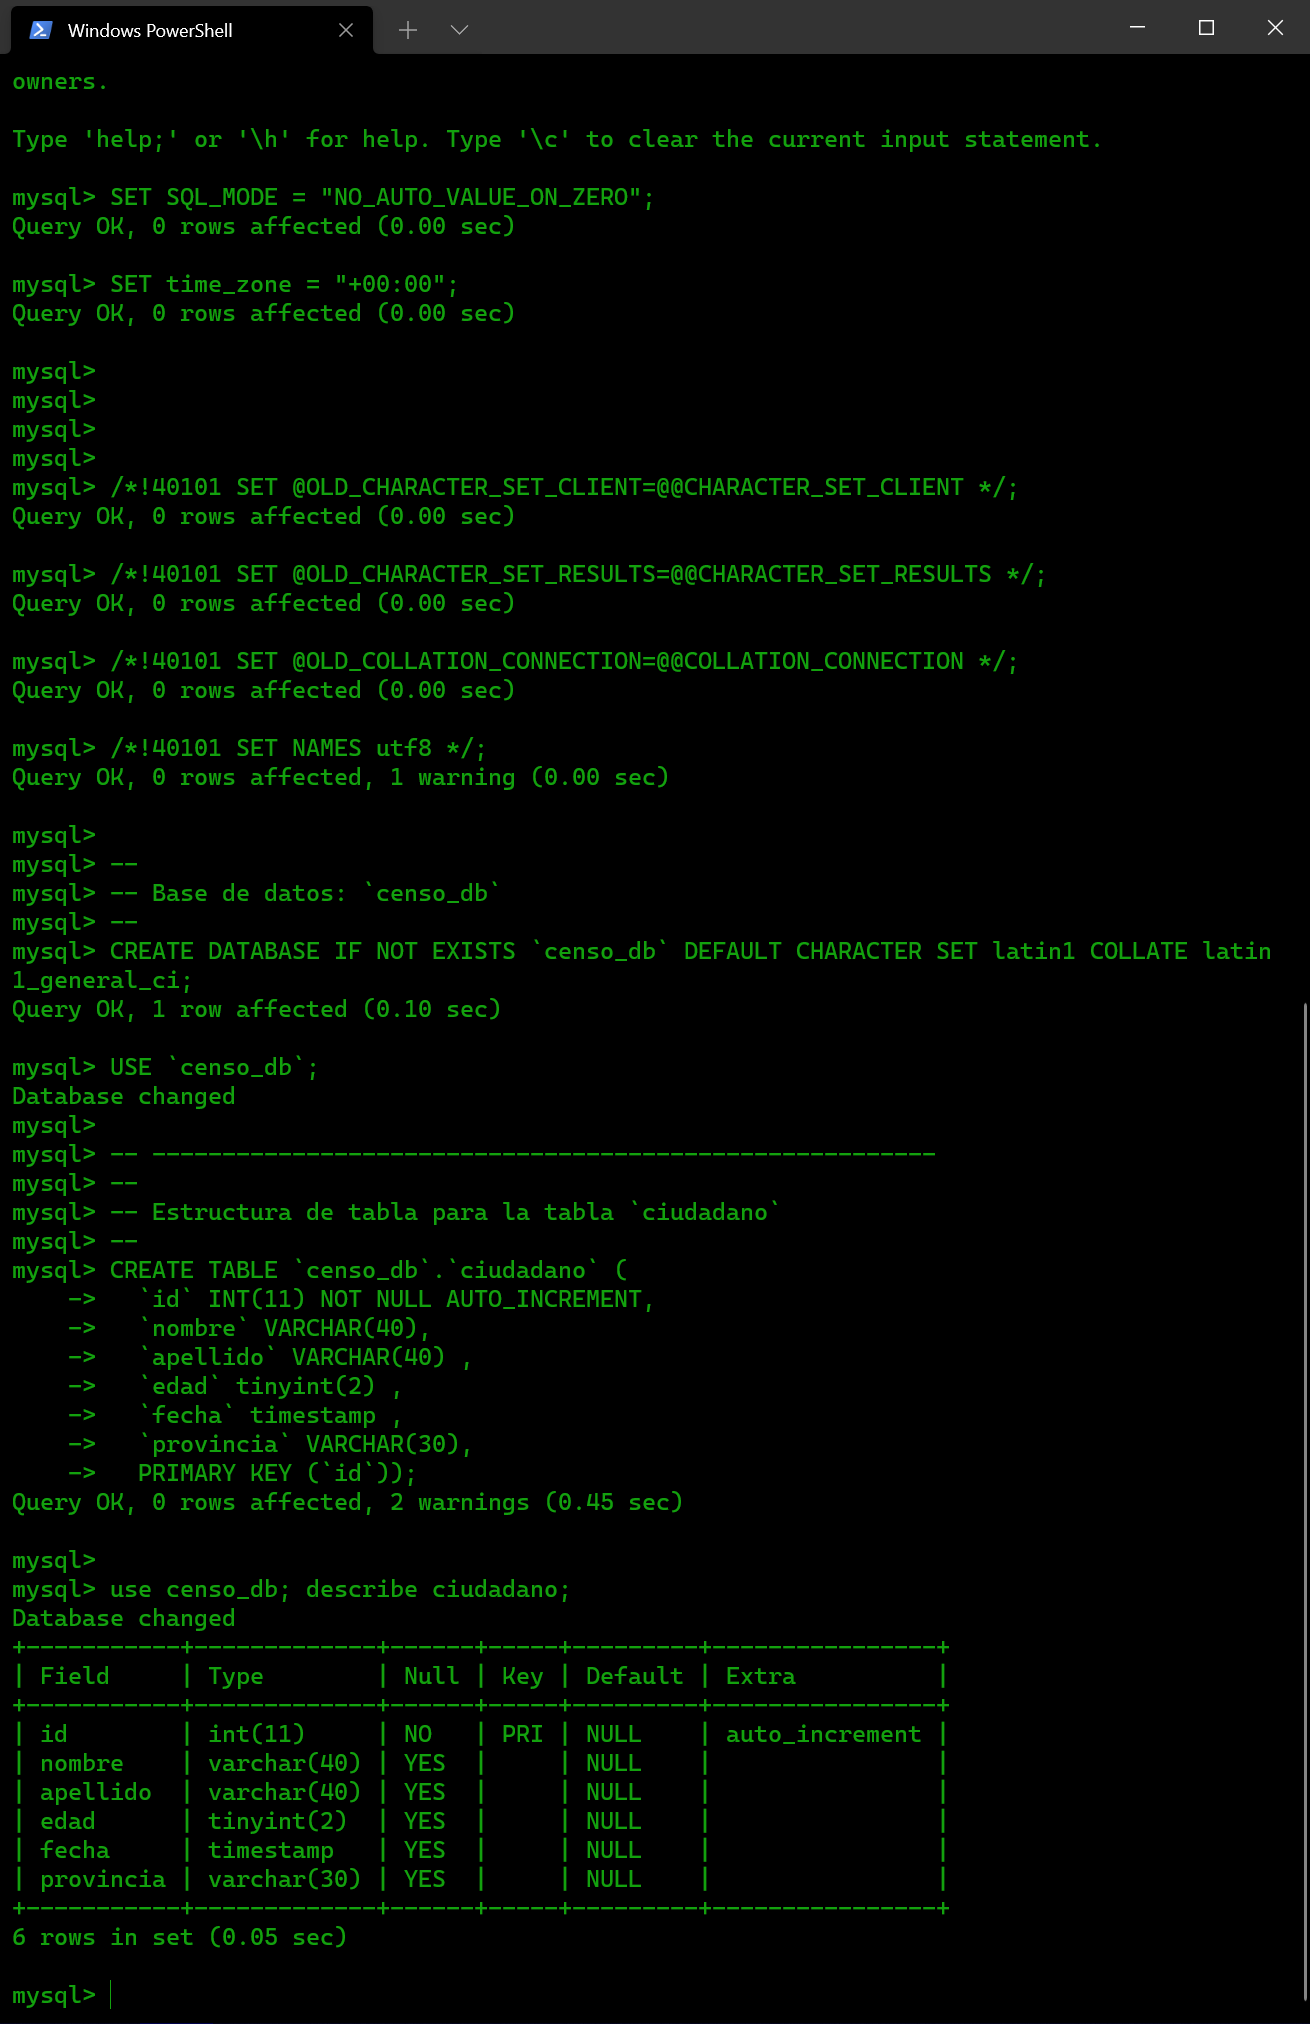 Windows PowerShell
owners.
Type 'help;' or '\h' for help. Type '\c' to clear the current input statement.
mysql> SET SQL_MODE = "NO_AUTO_VALUE_ON_ZERO";
Query OK, 0 rows affected (0.00 sec)
mysql> SET time_zone = "+00:00";
Query OK, 0 rows affected (0.00 sec)
mysql>
mysql>
mysql>
mysql>
mysql> /*!40101 SET @OLD_CHARACTER_SET_CLIENT=@@CHARACTER_SET_CLIENT */;
Query OK, 0 rows affected (0.00 sec)
mysql> /*!40101 SET @OLD_CHARACTER_SET_RESULTS=@@CHARACTER_SET_RESULTS */;
Query OK, 0 rows affected (0.00 sec)
mysql> /*!40101 SET @OLD_COLLATION_CONNECTION=@@COLLATION_CONNECTION */;
Query OK, 0 rows affected (0.00 sec)
mysql> /*!40101 SET NAMES utf8 */;
Query OK, 0 rows affected, 1 warning (0.00 sec)
mysql>
mysql> --
mysql> -- Base de datos: `censo_db`
mysql> --
mysql> CREATE DATABASE IF NOT EXISTS `censo_db` DEFAULT CHARACTER SET latin1 COLLATE latin
1_general_ci;
Query OK, 1 row affected (0.10 sec)
mysql> USE `censo_db`;
Database changed
mysql>
mysql> -- --------------------------------------------------------
mysql> --
mysql> -- Estructura de tabla para la tabla `ciudadano`
mysql> --
mysql> CREATE TABLE `censo_db`.`ciudadano` (
    ->   `id` INT(11) NOT NULL AUTO_INCREMENT,
    ->   `nombre` VARCHAR(40),
    ->   `apellido` VARCHAR(40) ,
    ->   `edad` tinyint(2) ,
    ->   `fecha` timestamp ,
    ->   `provincia` VARCHAR(30),
    ->   PRIMARY KEY (`id`));
Query OK, 0 rows affected, 2 warnings (0.45 sec)
mysql>
mysql> use censo_db; describe ciudadano;
Database changed
+-----------+-------------+------+-----+---------+----------------+
| Field     | Type        | Null | Key | Default | Extra          |
+-----------+-------------+------+-----+---------+----------------+
| id        | int(11)     | NO   | PRI | NULL    | auto_increment |
| nombre    | varchar(40) | YES  |     | NULL    |                |
| apellido  | varchar(40) | YES  |     | NULL    |                |
| edad      | tinyint(2)  | YES  |     | NULL    |                |
| fecha     | timestamp   | YES  |     | NULL    |                |
| provincia | varchar(30) | YES  |     | NULL    |                |
+-----------+-------------+------+-----+---------+----------------+
6 rows in set (0.05 sec)
mysql>